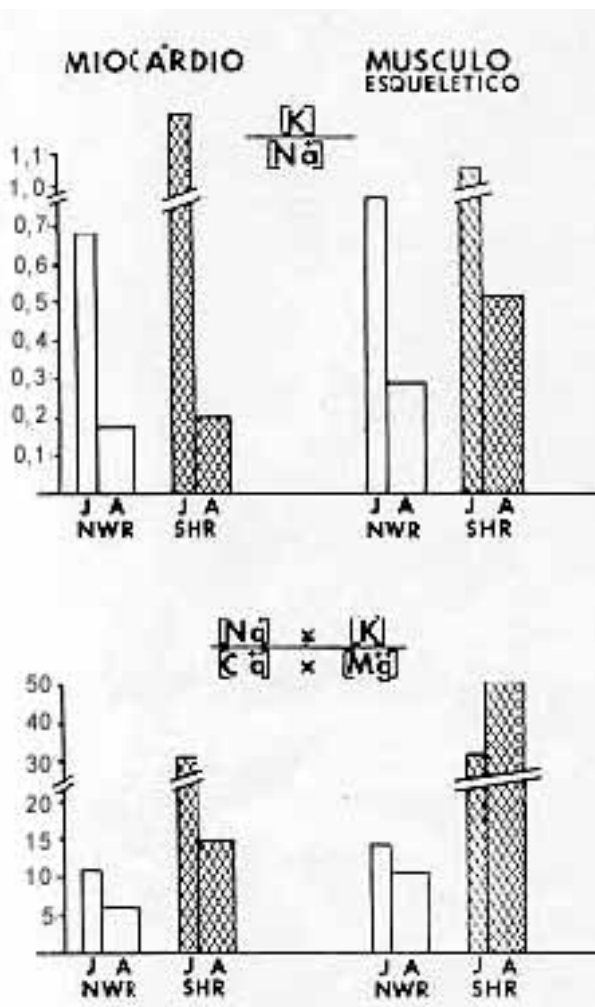 MIOCARDIO
MUSCULO
ESQUELETICO
[K]
[Na]
1,1
1,0
0,7
0,6
0,5
0,4
0,3
0,2
0,1
J A J A J A J A
NWR SHR NWR SHR
[Na] x [K]
[Ca] x [Mg]
50
40
30
20
15
10
5
J A J A J A J A
NWR SHR NWR SHR